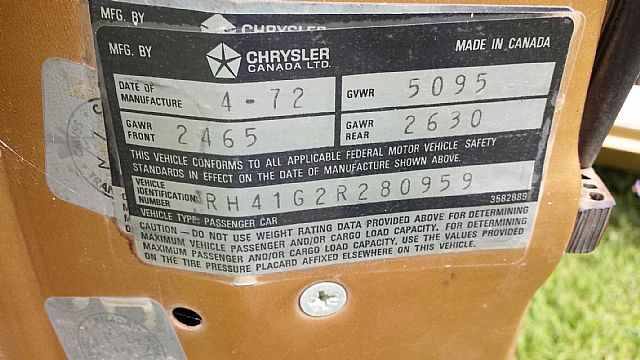 MFG. BY CHRYSLER
MFG. BY CHRYSLER CANADA LTD. MADE IN CANADA
DATE OF MANUFACTURE 4-72 GVWR 5095
GAWR FRONT 2465 GAWR REAR 2630
THIS VEHICLE CONFORMS TO ALL APPLICABLE FEDERAL MOTOR VEHICLE SAFETY
STANDARDS IN EFFECT ON THE DATE OF MANUFACTURE SHOWN ABOVE.
VEHICLE IDENTIFICATION NUMBER RH41G2R280959
3582889
VEHICLE TYPE: PASSENGER CAR
CAUTION – DO NOT USE WEIGHT RATING DATA PROVIDED ABOVE FOR DETERMINING
MAXIMUM VEHICLE PASSENGER AND/OR CARGO LOAD CAPACITY. FOR DETERMINING
MAXIMUM PASSENGER AND/OR CARGO LOAD CAPACITY, USE THE VALUES PROVIDED
ON THE TIRE PRESSURE PLACARD AFFIXED ELSEWHERE ON THIS VEHICLE.